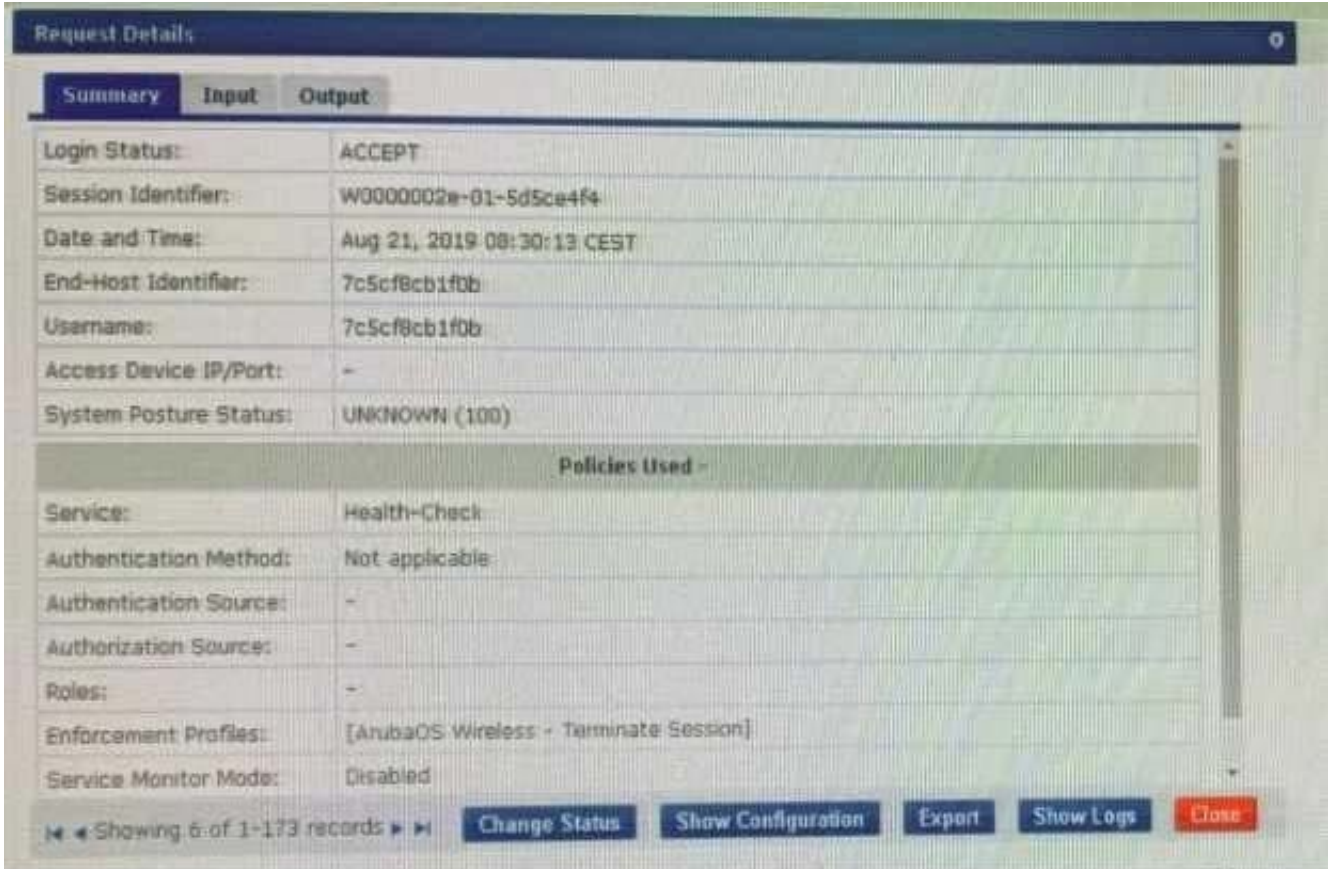 Request Details
Summary Input Output
Login Status: ACCEPT
Session Identifier: W0000002e-01-5d5ce4f4
Date and Time: Aug 21, 2019 08:30:13 CEST
End-Host Identifier: 7c5cf8cb1f0b
Username: 7c5cf8cb1f0b
Access Device IP/Port: -
System Posture Status: UNKNOWN (100)
Policies Used -
Service: Health-Check
Authentication Method: Not applicable
Authentication Source: -
Authorization Source: -
Roles: -
Enforcement Profiles: [ArubaOS Wireless - Terminate Session]
Service Monitor Mode: Disabled
Showing 6 of 1-173 records Change Status Show Configuration Export Show Logs Close